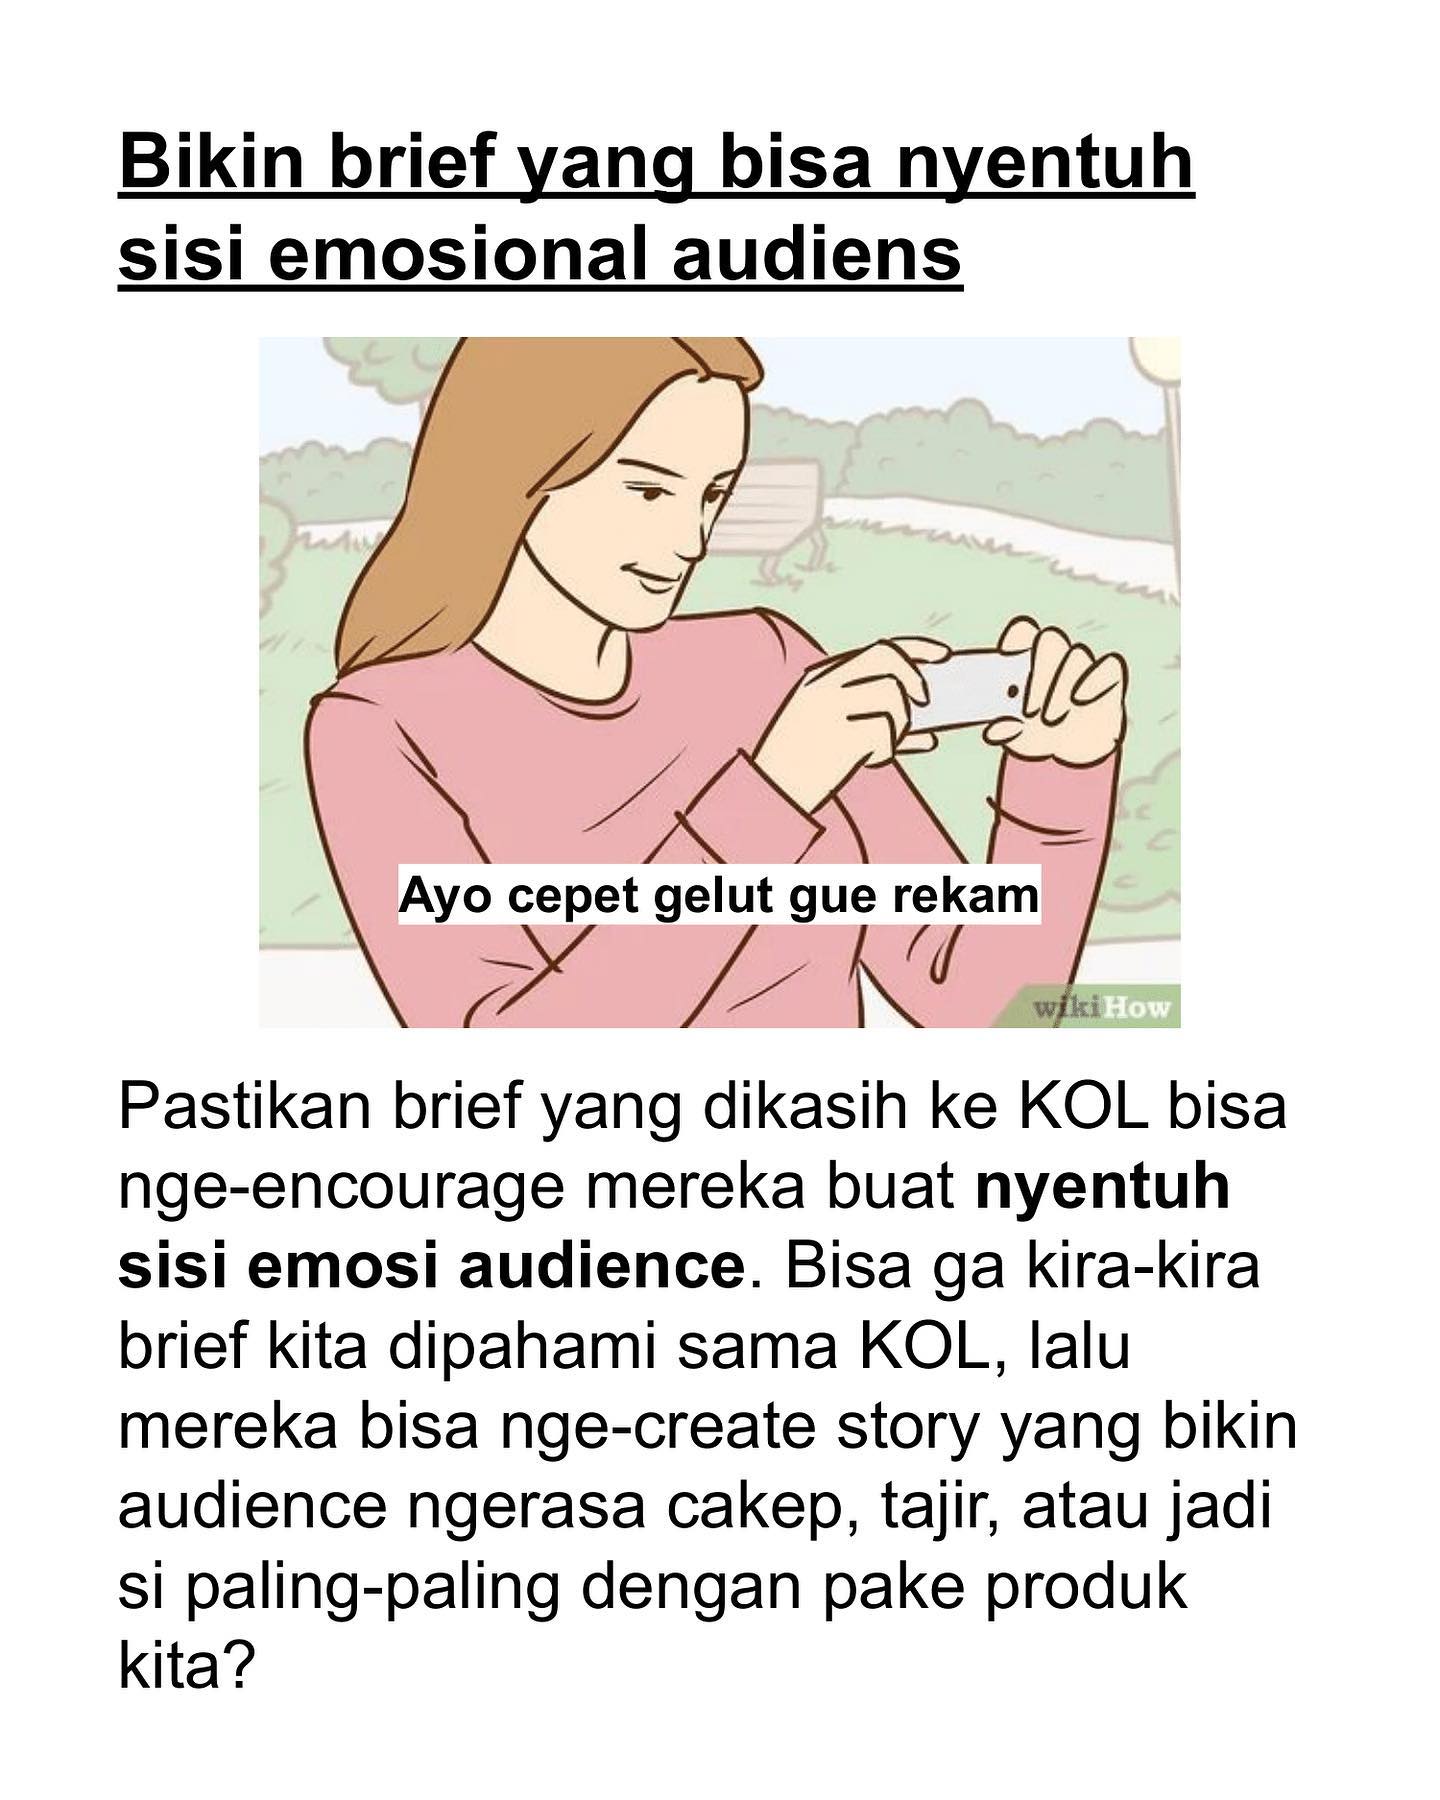 Bikin brief yang bisa nyentuh
sisi emosional audiens
Ayo cepet gelut gue rekam
wikiHow
Pastikan brief yang dikasih ke KOL bisa
nge-encourage mereka buat nyentuh
sisi emosi audience. Bisa ga kira-kira
brief kita dipahami sama KOL, lalu
mereka bisa nge-create story yang bikin
audience ngerasa cakep, tajir, atau jadi
si paling-paling dengan pake produk
kita?